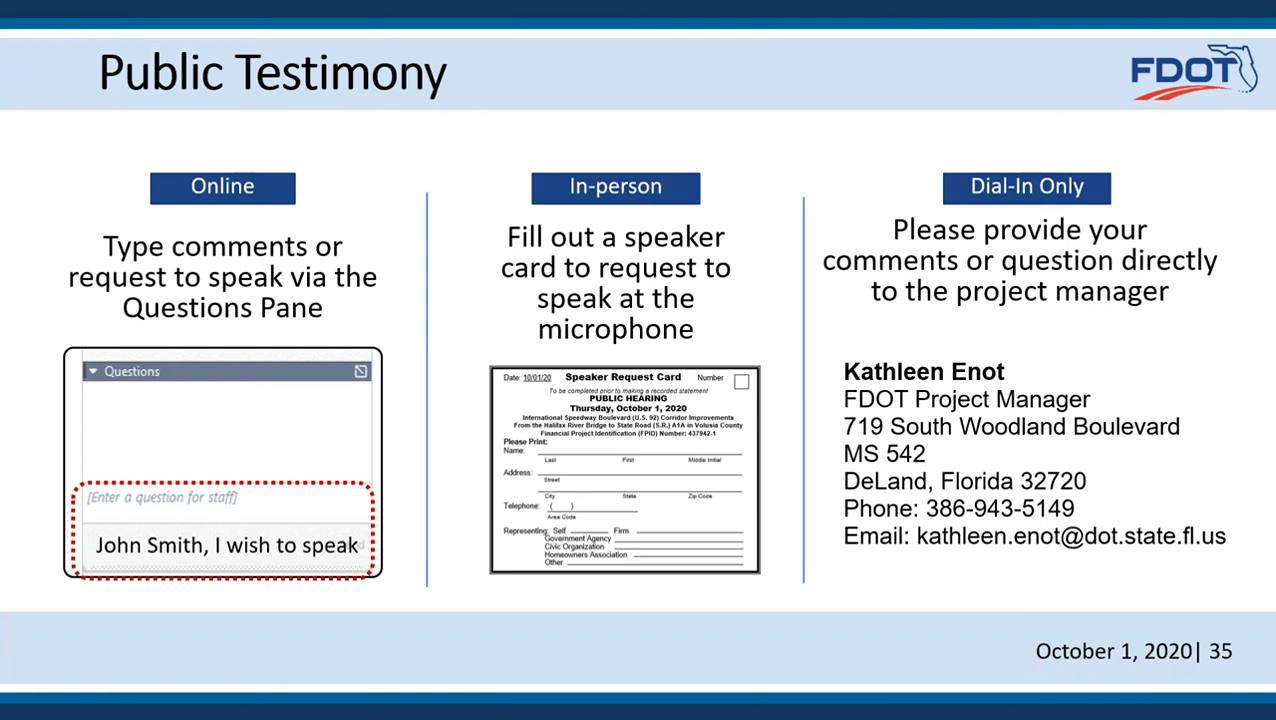 Public Testimony
FDOT
Online
Type comments or
request to speak via the
Questions Pane
Questions
[Enter a question for staff]
John Smith, I wish to speak
In-person
Fill out a speaker
card to request to
speak at the
microphone
Date: 10/01/20 Speaker Request Card Number
To be completed prior to making a recorded statement
PUBLIC HEARING
Thursday, October 1, 2020
International Speedway Boulevard (U.S. 92) Corridor Improvements
From the Halifax River Bridge to State Road (S.R.) A1A in Volusia County
Financial Project Identification (FPID) Number: 437942-1
Please Print:
Name:
Last First Middle Initial
Address:
Street
City State Zip Code
Telephone: ( )
Area Code
Representing: Self Firm
Government Agency
Civic Organization
Homeowners Association
Other
Dial-In Only
Please provide your
comments or question directly
to the project manager
Kathleen Enot
FDOT Project Manager
719 South Woodland Boulevard
MS 542
DeLand, Florida 32720
Phone: 386-943-5149
Email: kathleen.enot@dot.state.fl.us
October 1, 2020| 35